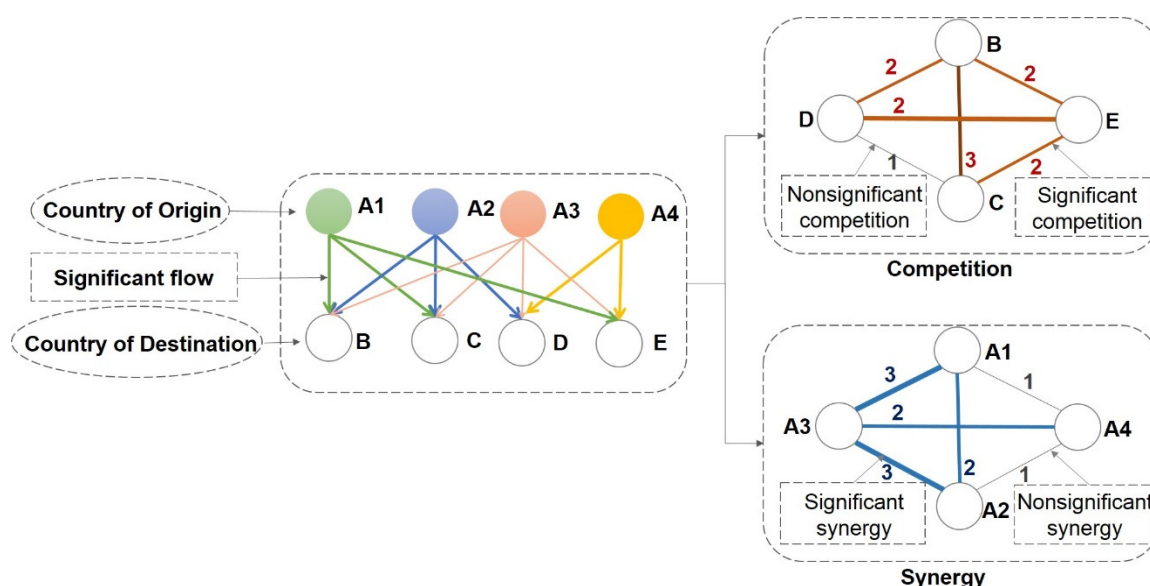 Country of Origin
Significant flow
Country of Destination
A1
A2
A3
A4
B
C
D
E
B
2
2
D
2
E
1
3
2
Nonsignificant
competition
C
Significant
competition
Competition
A1
3
1
A3
2
A4
3
2
1
Significant
synergy
A2
Nonsignificant
synergy
Synergy